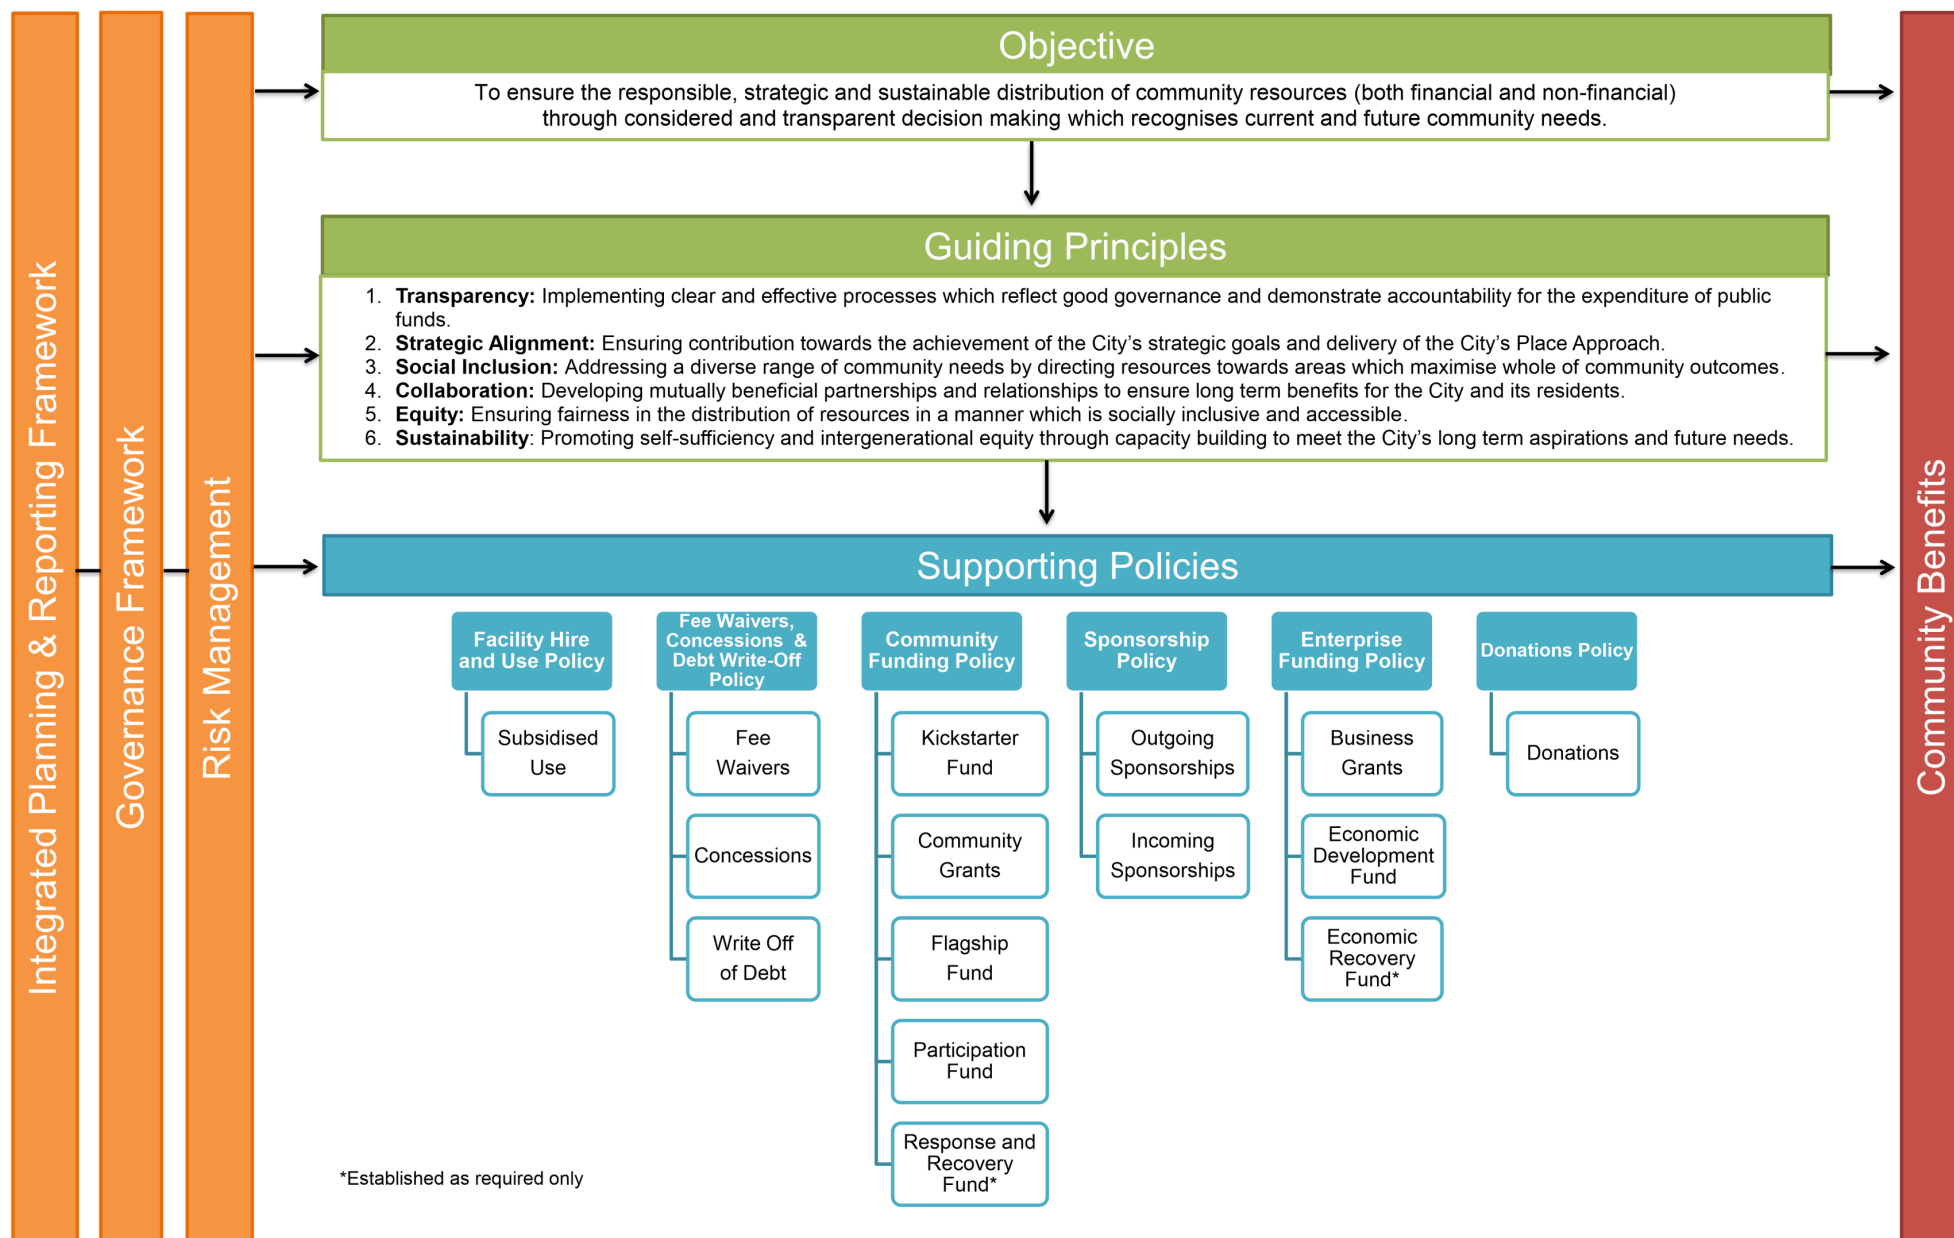 Integrated Planning & Reporting Framework
Governance Framework
Risk Management
Objective
To ensure the responsible, strategic and sustainable distribution of community resources (both financial and non-financial)
through considered and transparent decision making which recognises current and future community needs.
Guiding Principles
1. Transparency: Implementing clear and effective processes which reflect good governance and demonstrate accountability for the expenditure of public
funds.
2. Strategic Alignment: Ensuring contribution towards the achievement of the City's strategic goals and delivery of the City's Place Approach.
3. Social Inclusion: Addressing a diverse range of community needs by directing resources towards areas which maximise whole of community outcomes.
4. Collaboration: Developing mutually beneficial partnerships and relationships to ensure long term benefits for the City and its residents.
5. Equity: Ensuring fairness in the distribution of resources in a manner which is socially inclusive and accessible.
6. Sustainability: Promoting self-sufficiency and intergenerational equity through capacity building to meet the City's long term aspirations and future needs.
Supporting Policies
Facility Hire
and Use Policy
Subsidised
Use
Fee Waivers,
Concessions &
Debt Write-Off
Policy
Fee
Waivers
Concessions
Write Off
of Debt
Community
Funding Policy
Kickstarter
Fund
Community
Grants
Flagship
Fund
Participation
Fund
Response and
Recovery
Fund*
Sponsorship
Policy
Outgoing
Sponsorships
Incoming
Sponsorships
Enterprise
Funding Policy
Business
Grants
Economic
Development
Fund
Economic
Recovery
Fund*
Donations Policy
Donations
*Established as required only
Community Benefits